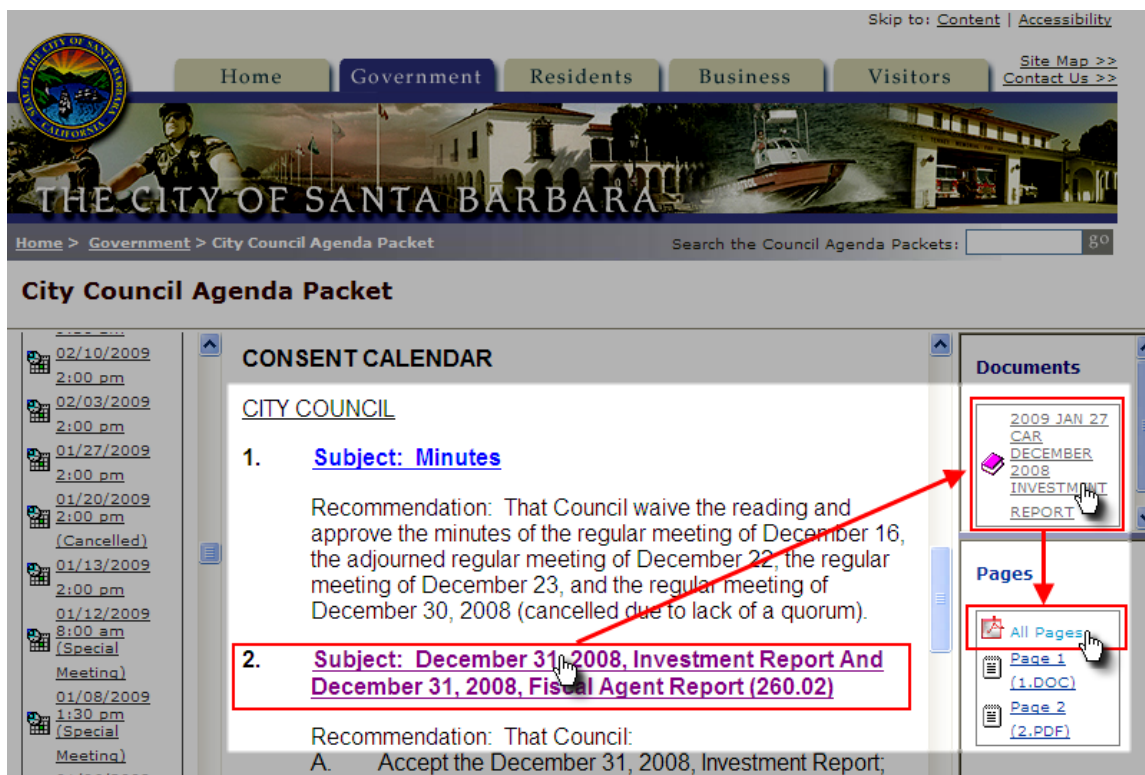 Skip to: Content | Accessibility
SEAL OF THE CITY OF SANTA BARBARA
CALIFORNIA
Home
Government
Residents
Business
Visitors
Site Map >>
Contact Us >>
THE CITY OF SANTA BARBARA
Home > Government > City Council Agenda Packet
Search the Council Agenda Packets:
go
City Council Agenda Packet
02/10/2009
2:00 pm
02/03/2009
2:00 pm
01/27/2009
2:00 pm
01/20/2009
2:00 pm
(Cancelled)
01/13/2009
2:00 pm
01/12/2009
8:00 am
(Special
Meeting)
01/08/2009
1:30 pm
(Special
Meeting)
CONSENT CALENDAR
CITY COUNCIL
1. Subject: Minutes
Recommendation: That Council waive the reading and
approve the minutes of the regular meeting of December 16,
the adjourned regular meeting of December 22, the regular
meeting of December 23, and the regular meeting of
December 30, 2008 (cancelled due to lack of a quorum).
2. Subject: December 31, 2008, Investment Report And
December 31, 2008, Fiscal Agent Report (260.02)
Recommendation: That Council:
A. Accept the December 31, 2008, Investment Report;
Documents
2009 JAN 27
CAR
DECEMBER
2008
INVESTMENT
REPORT
Pages
All Pages
Page 1
(1.DOC)
Page 2
(2.PDF)